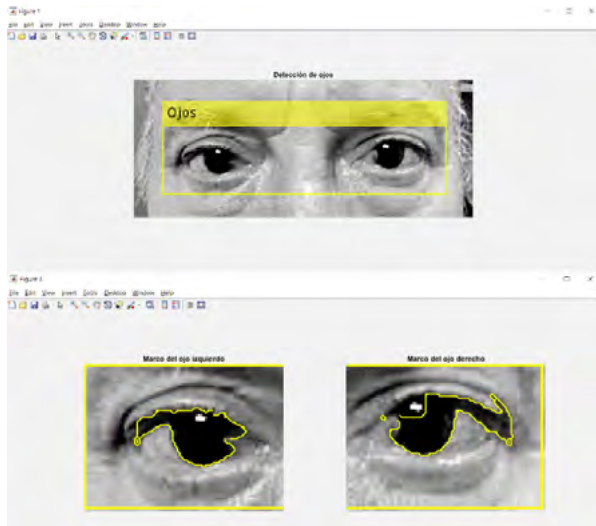 Figure 1
File Edit View Insert Tools Desktop Window Help
Detección de ojos
Ojos
Figure
File Edit View Insert Tools Desktop Window Help
Marco del ojo izquierdo
Marco del ojo derecho